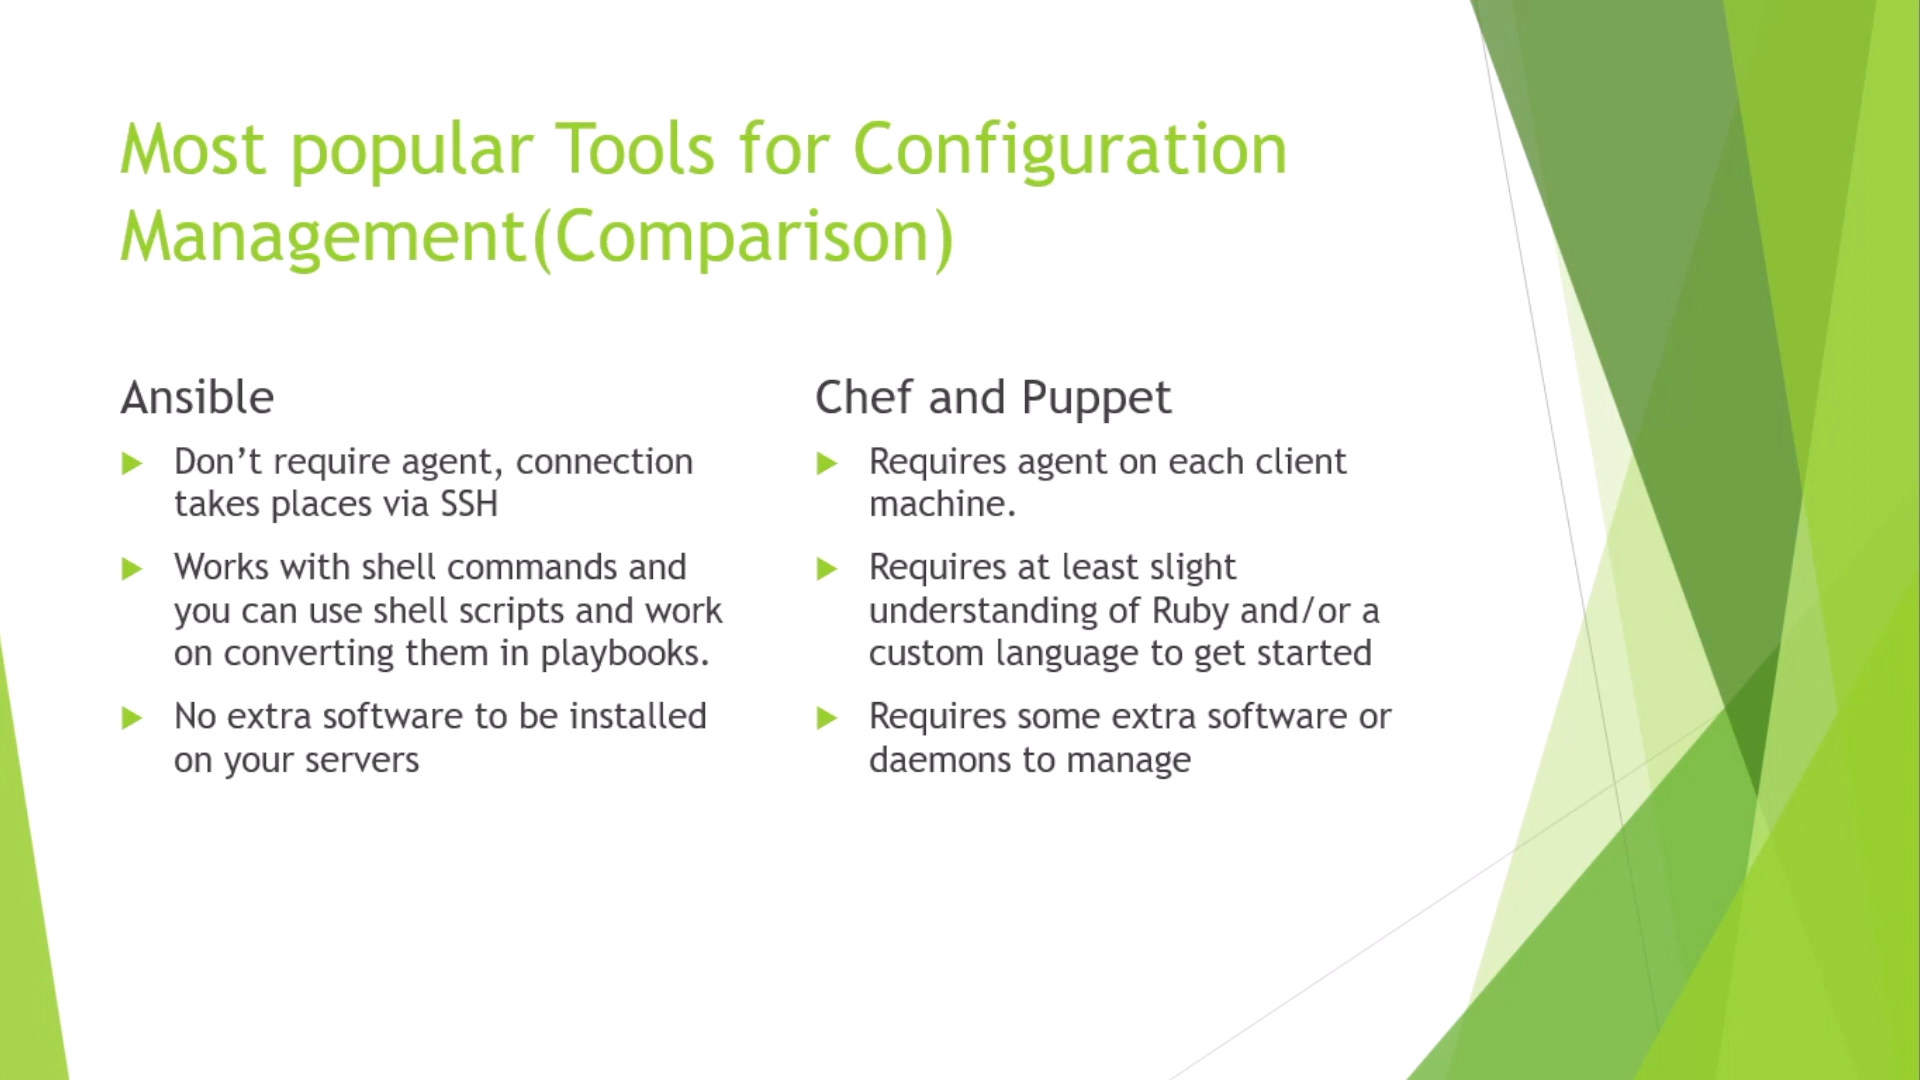 Most popular Tools for Configuration
Management(Comparison)
Ansible
Don’t require agent, connection
takes places via SSH
Works with shell commands and
you can use shell scripts and work
on converting them in playbooks.
No extra software to be installed
on your servers
Chef and Puppet
Requires agent on each client
machine.
Requires at least slight
understanding of Ruby and/or a
custom language to get started
Requires some extra software or
daemons to manage